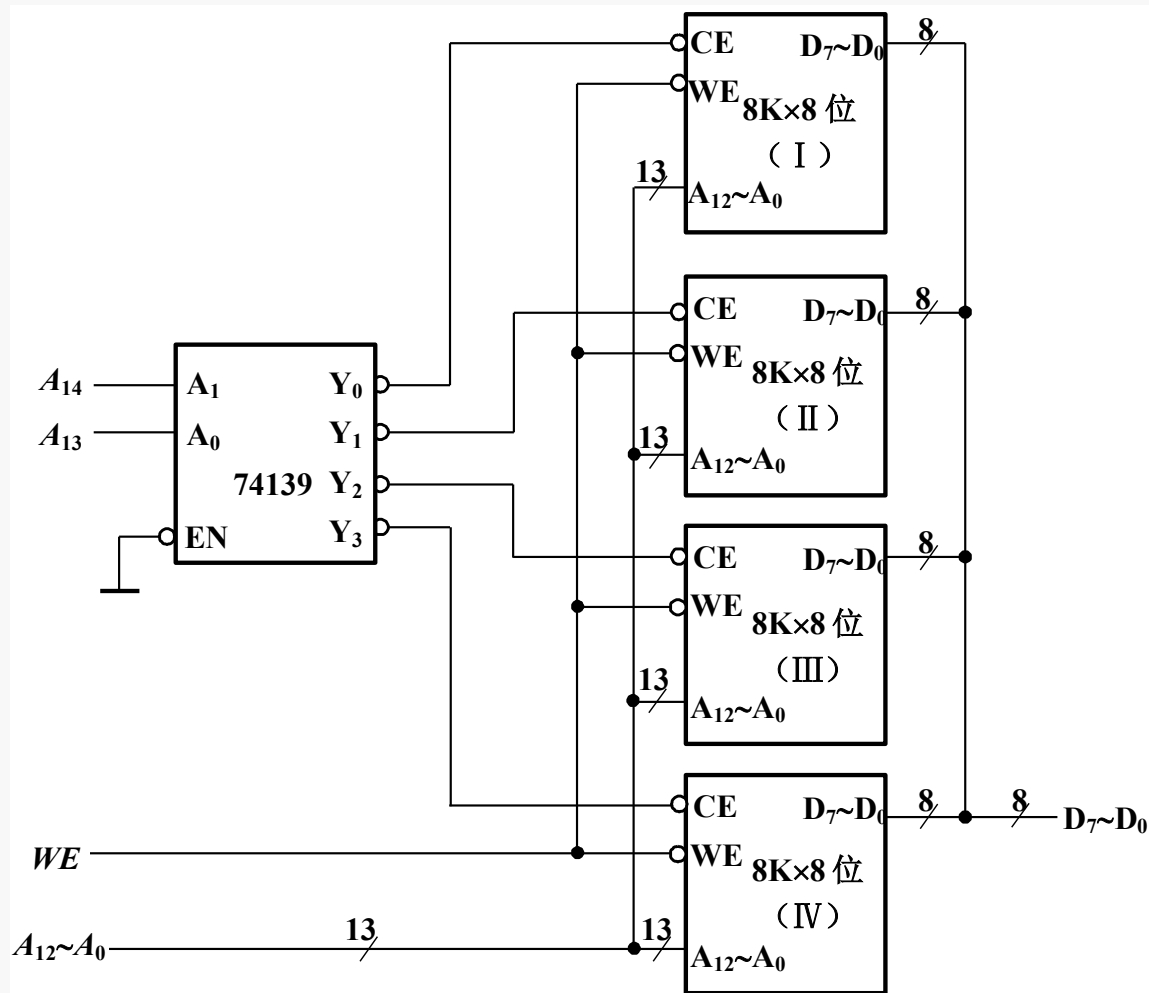 CE D₇~D₀ 8
WE
8K×8 位
(Ⅰ)
13
A₁₂~A₀
CE D₇~D₀ 8
WE
8K×8 位
(Ⅱ)
13
A₁₂~A₀
A₁₄ A₁ Y₀
A₁₃ A₀ Y₁
74139 Y₂
EN Y₃
CE D₇~D₀ 8
WE
8K×8 位
(Ⅲ)
13
A₁₂~A₀
CE D₇~D₀ 8 8 D₇~D₀
WE WE
8K×8 位
(Ⅳ)
A₁₂~A₀ 13 13 A₁₂~A₀